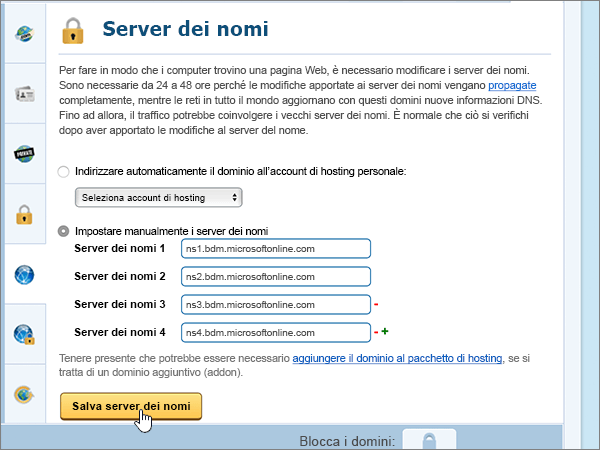 Server dei nomi
Per fare in modo che i computer trovino una pagina Web, è necessario modificare i server dei nomi.
Sono necessarie da 24 a 48 ore perché le modifiche apportate ai server dei nomi vengano propagate
completamente, mentre le reti in tutto il mondo aggiornano con questi domini nuove informazioni DNS.
Fino ad allora, il traffico potrebbe coinvolgere i vecchi server dei nomi. È normale che ciò si verifichi
dopo aver apportato le modifiche al server del nome.
Indirizzare automaticamente il dominio all'account di hosting personale:
Seleziona account di hosting
Impostare manualmente i server dei nomi
Server dei nomi 1 ns1.bdm.microsoftonline.com
Server dei nomi 2 ns2.bdm.microsoftonline.com
Server dei nomi 3 ns3.bdm.microsoftonline.com -
Server dei nomi 4 ns4.bdm.microsoftonline.com - +
Tenere presente che potrebbe essere necessario aggiungere il dominio al pacchetto di hosting, se si
tratta di un dominio aggiuntivo (addon).
Salva server dei nomi
Blocca i domini:
PRIVATE